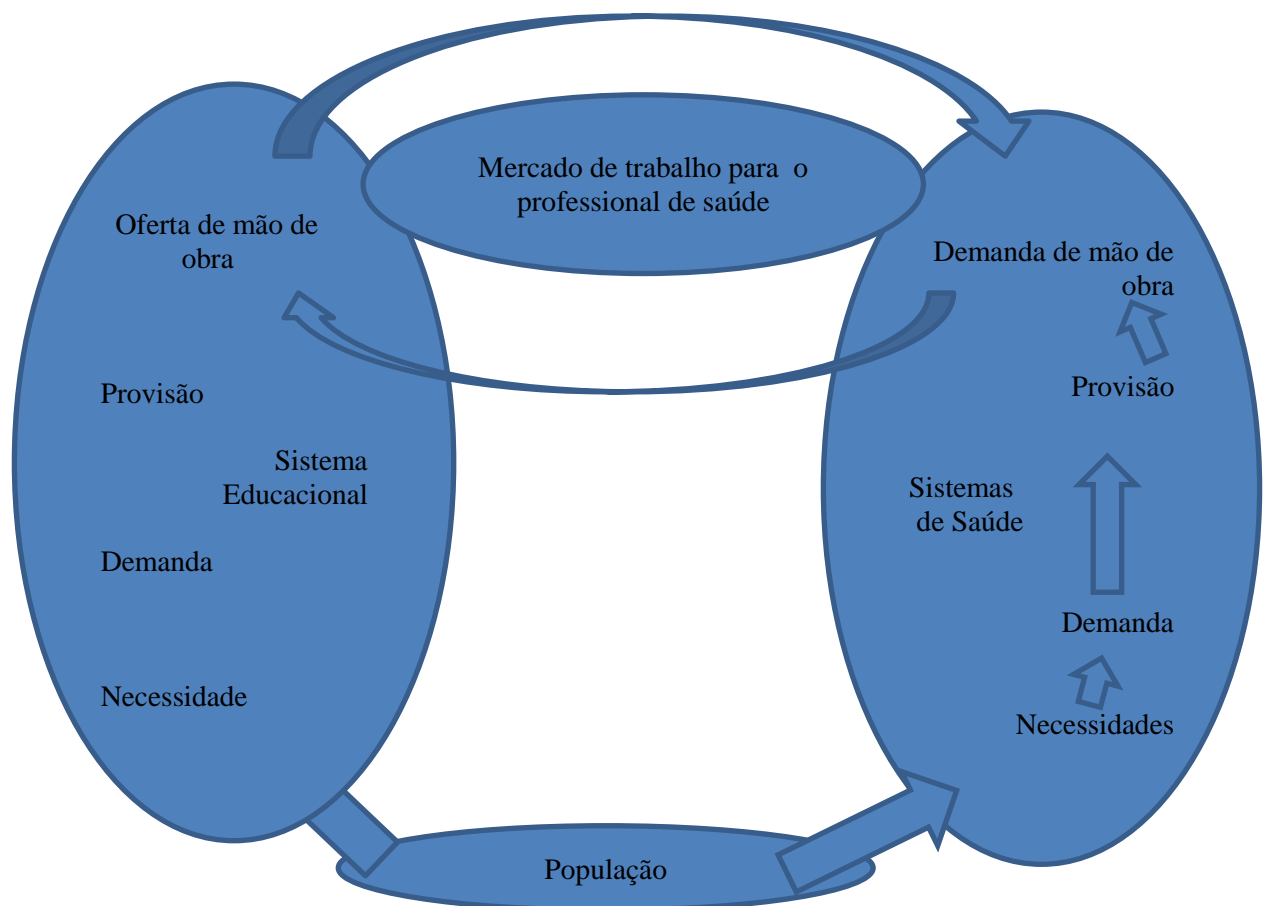 Mercado de trabalho para o
professional de saúde
Oferta de mão de
obra
Provisão
Sistema
Educacional
Demanda
Necessidade
Demanda de mão de
obra
Provisão
Sistemas
de Saúde
Demanda
Necessidades
População